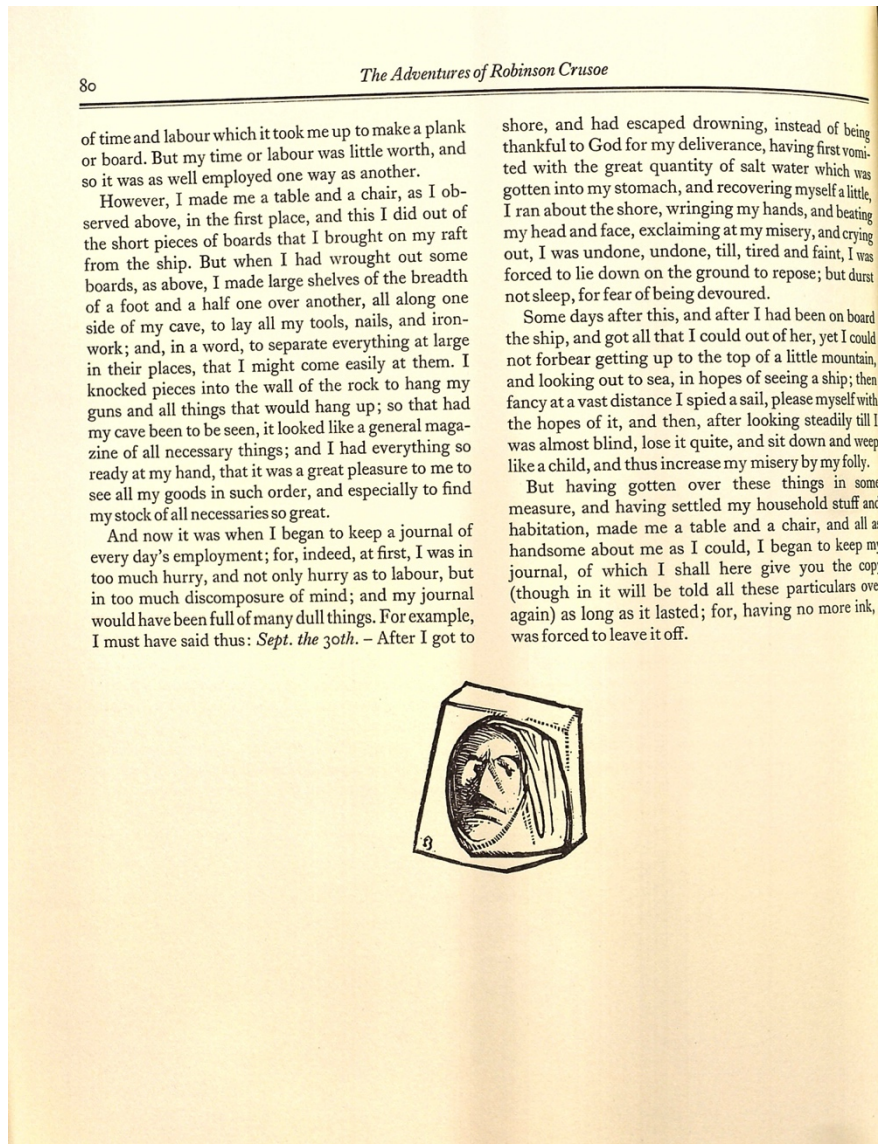 80
The Adventures of Robinson Crusoe
of time and labour which it took me up to make a plank
or board. But my time or labour was little worth, and
so it was as well employed one way as another.
However, I made me a table and a chair, as I ob-
served above, in the first place, and this I did out of
the short pieces of boards that I brought on my raft
from the ship. But when I had wrought out some
boards, as above, I made large shelves of the breadth
of a foot and a half one over another, all along one
side of my cave, to lay all my tools, nails, and iron-
work; and, in a word, to separate everything at large
in their places, that I might come easily at them. I
knocked pieces into the wall of the rock to hang my
guns and all things that would hang up; so that had
my cave been to be seen, it looked like a general maga-
zine of all necessary things; and I had everything so
ready at my hand, that it was a great pleasure to me to
see all my goods in such order, and especially to find
my stock of all necessaries so great.
And now it was when I began to keep a journal of
every day's employment; for, indeed, at first, I was in
too much hurry, and not only hurry as to labour, but
in too much discomposure of mind; and my journal
would have been full of many dull things. For example,
I must have said thus: Sept. the 30th. – After I got to
shore, and had escaped drowning, instead of being
thankful to God for my deliverance, having first vomi-
ted with the great quantity of salt water which was
gotten into my stomach, and recovering myself a little,
I ran about the shore, wringing my hands, and beating
my head and face, exclaiming at my misery, and crying
out, I was undone, undone, till, tired and faint, I was
forced to lie down on the ground to repose; but durst
not sleep, for fear of being devoured.
Some days after this, and after I had been on board
the ship, and got all that I could out of her, yet I could
not forbear getting up to the top of a little mountain,
and looking out to sea, in hopes of seeing a ship; then
fancy at a vast distance I spied a sail, please myself with
the hopes of it, and then, after looking steadily till I
was almost blind, lose it quite, and sit down and weep
like a child, and thus increase my misery by my folly.
But having gotten over these things in some
measure, and having settled my household stuff and
habitation, made me a table and a chair, and all a
handsome about me as I could, I began to keep m
journal, of which I shall here give you the cop
(though in it will be told all these particulars ove
again) as long as it lasted; for, having no more ink,
was forced to leave it off.
B